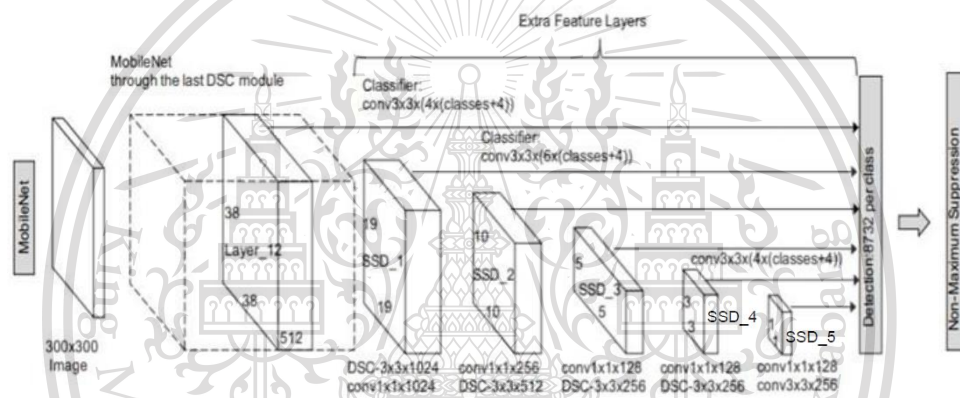 Extra Feature Layers
MobileNet
through the last DSC module
Classifier:
conv3x3x(4x(classes+4))
Classifier:
conv3x3x(6x(classes+4))
MobileNet
300x300
Image
38
Layer_12
38
512
19
SSD_1
19
10
SSD_2
10
5
SSD_3
5
conv3x3x(4x(classes+4))
3
3
SSD_4
1
SSD_5
DSC-3x3x1024
conv1x1x1024
conv1x1x256
DSC-3x3x512
conv1x1x128
DSC-3x3x256
conv1x1x128
DSC-3x3x256
conv1x1x128
conv3x3x256
Detection:8732 per class
Non-Maximum Suppression